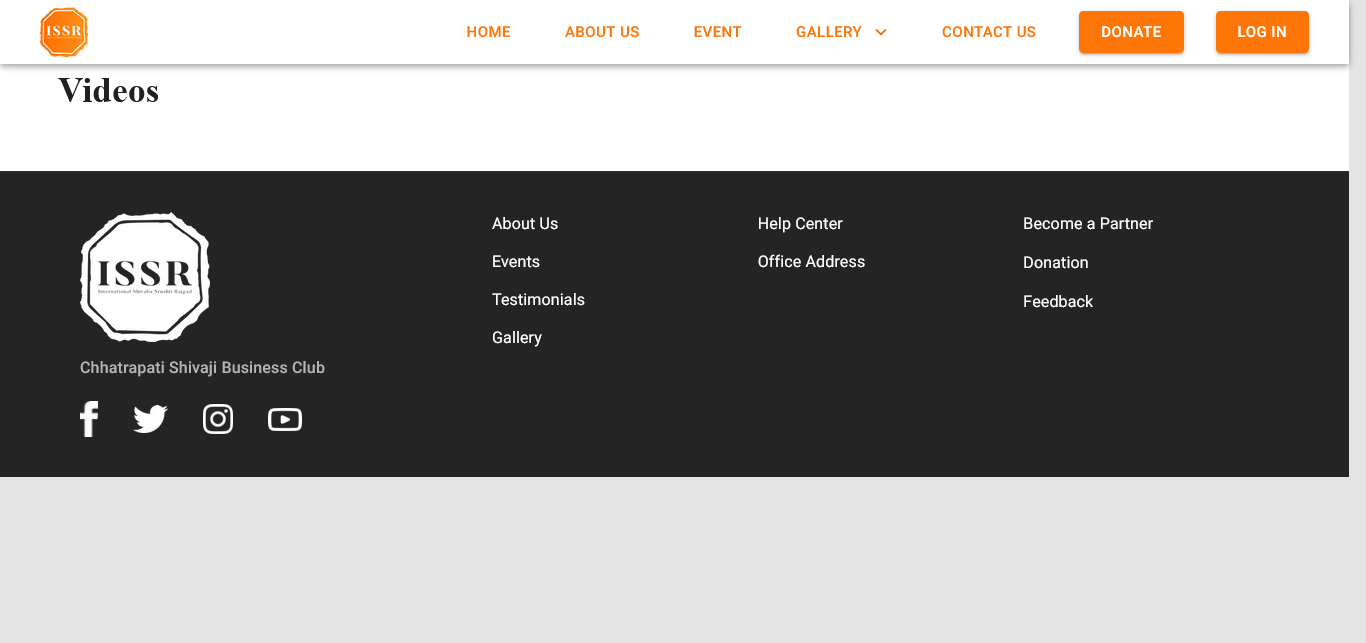 ISSR
HOME
ABOUT US
EVENT
GALLERY
CONTACT US
DONATE
LOG IN
Videos
ISSR
International Shivaba Srushti Rajgad
Chhatrapati Shivaji Business Club
About Us
Events
Testimonials
Gallery
Help Center
Office Address
Become a Partner
Donation
Feedback